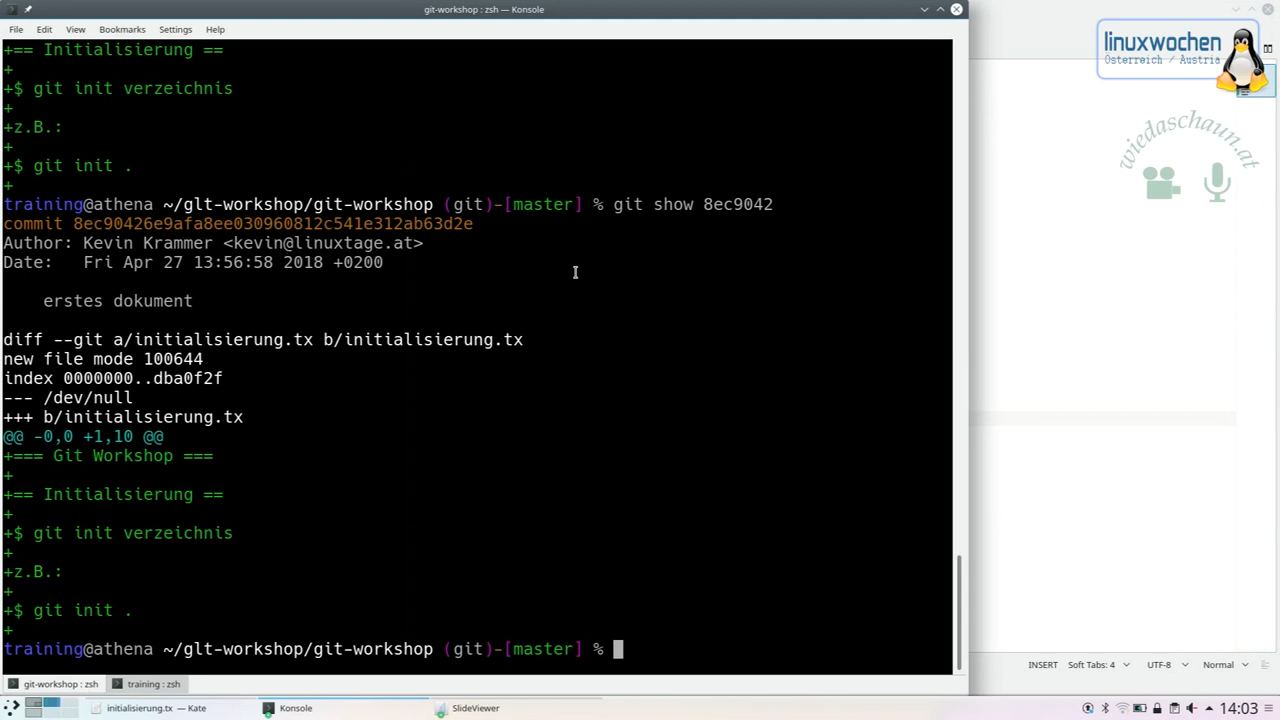 git-workshop : zsh — Konsole
File Edit View Bookmarks Settings Help
linuxwochen
Österreich / Austria
wiedaschaun.at
+== Initialisierung ==
+
+$ git init verzeichnis
+
+z.B.:
+
+$ git init .
+
training@athena ~/glt-workshop/git-workshop (git)-[master] % git show 8ec9042
commit 8ec90426e9afa8ee030960812c541e312ab63d2e
Author: Kevin Krammer <kevin@linuxtage.at>
Date:   Fri Apr 27 13:56:58 2018 +0200
erstes dokument
diff --git a/initialisierung.tx b/initialisierung.tx
new file mode 100644
index 0000000..dba0f2f
--- /dev/null
+++ b/initialisierung.tx
@@ -0,0 +1,10 @@
+=== Git Workshop ===
+
+== Initialisierung ==
+
+$ git init verzeichnis
+
+z.B.:
+
+$ git init .
+
training@athena ~/glt-workshop/git-workshop (git)-[master] %
INSERT Soft Tabs: 4 UTF-8 Normal
git-workshop : zsh training : zsh
initialisierung.tx — Kate Konsole SlideViewer 14:03